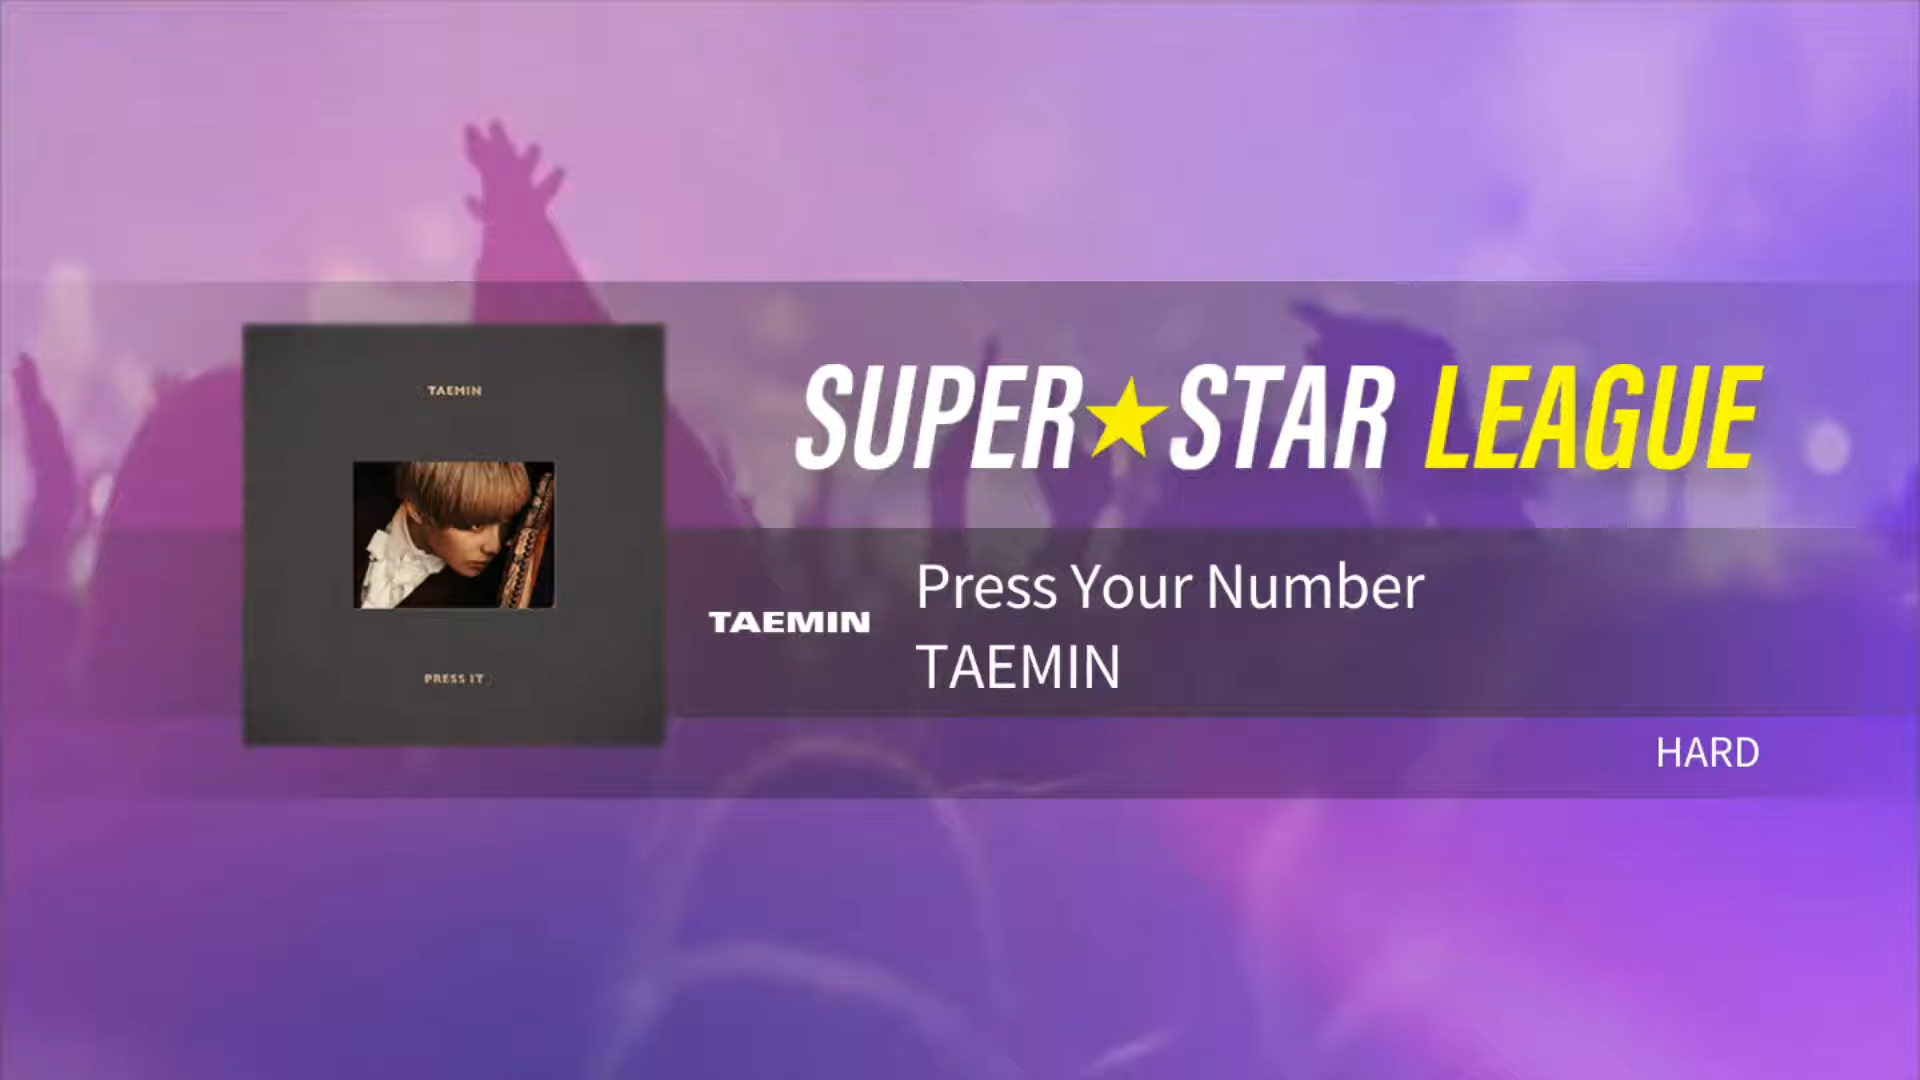 TAEMIN
PRESS IT
SUPER★STAR LEAGUE
TAEMIN
Press Your Number
TAEMIN
HARD